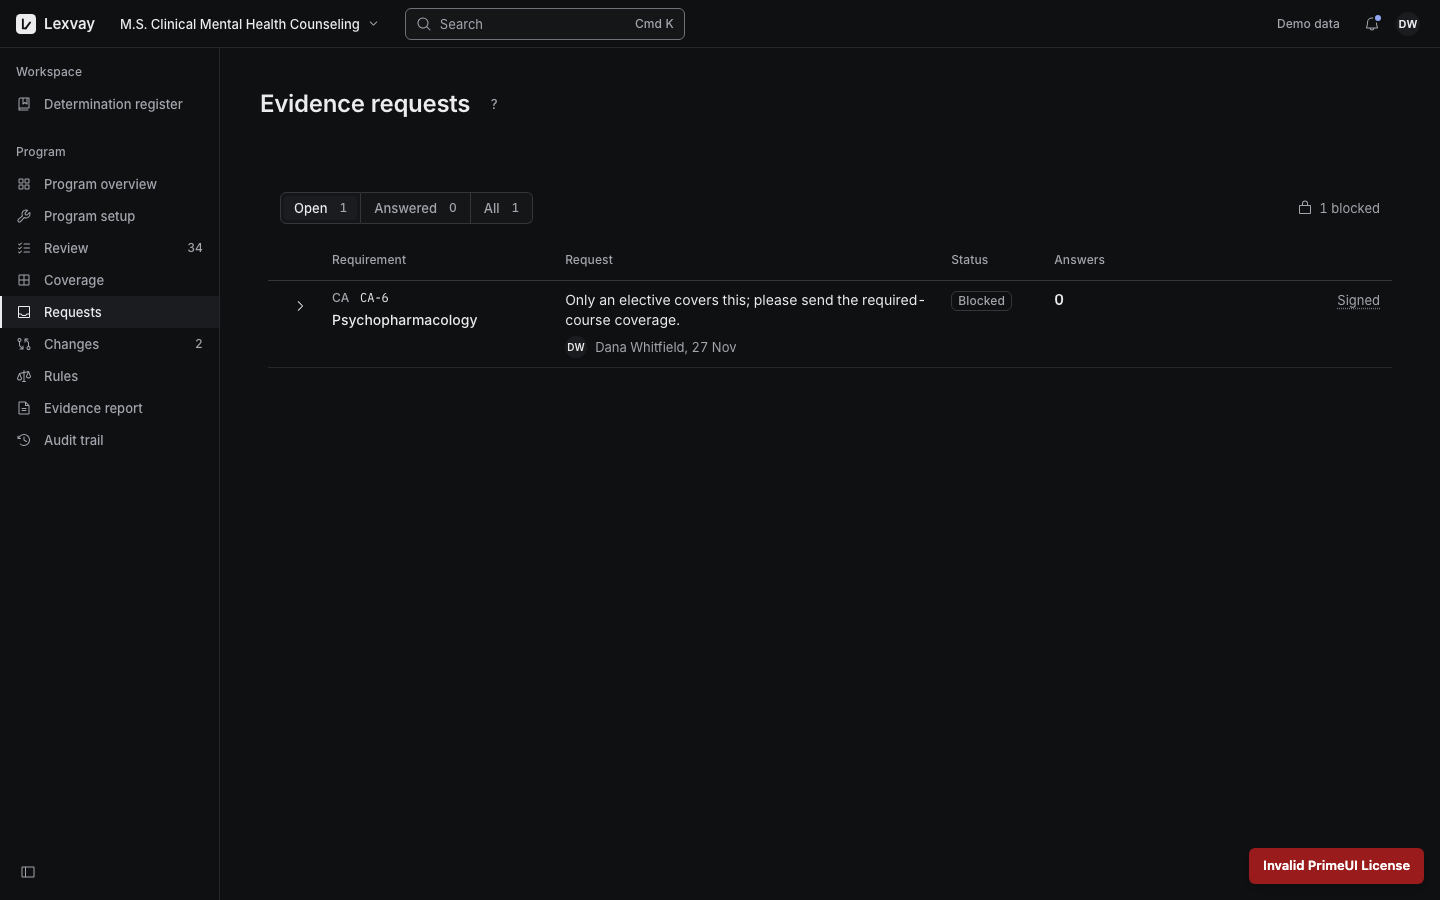 Lexvay
M.S. Clinical Mental Health Counseling
Search
Cmd K
Demo data
DW
Workspace
Determination register
Program
Program overview
Program setup
Review 34
Coverage
Requests
Changes 2
Rules
Evidence report
Audit trail
Evidence requests ?
Open 1
Answered 0
All 1
1 blocked
Requirement
Request
Status
Answers
CA CA-6
Psychopharmacology
Only an elective covers this; please send the required-
course coverage.
DW Dana Whitfield, 27 Nov
Blocked
0
Signed
Invalid PrimeUI License